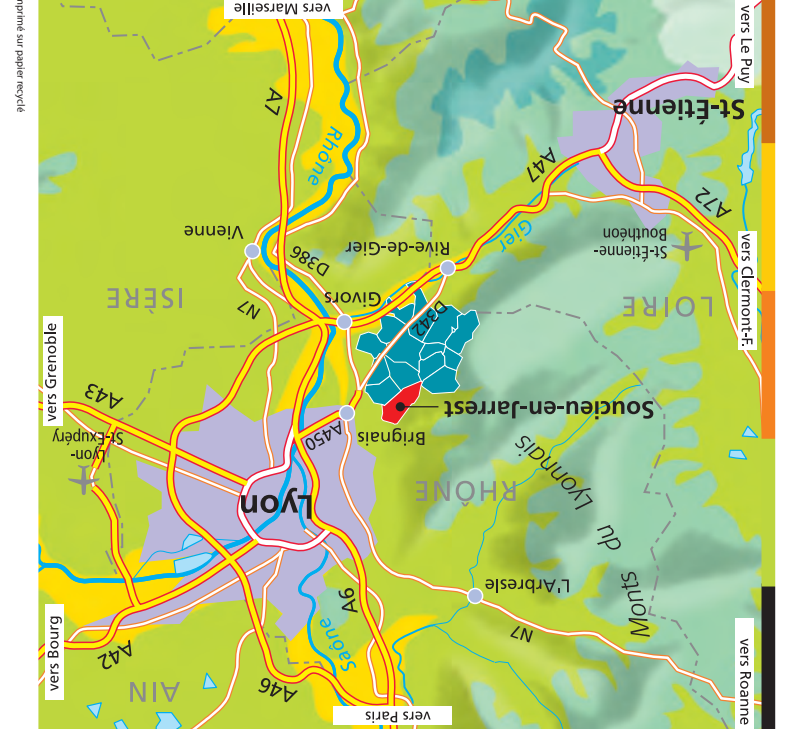 vers Paris
vers Roanne
vers Bourg
AIN
A46
A42
Saône
A6
N7
L'Arbresle
Monts
du
Lyonnais
Lyon
RHÔNE
Lyon-
St-Exupéry
A43
vers Grenoble
A450
Brignais
Soucieu-en-Jarrest
D342
Givors
N7
ISÈRE
LOIRE
vers Clermont-F.
D386
Vienne
Rive-de-Gier
Gier
St-Étienne-
Bouthéon
A72
A47
Rhône
A7
St-Étienne
vers Le Puy
vers Marseille
mprimé sur papier recyclé